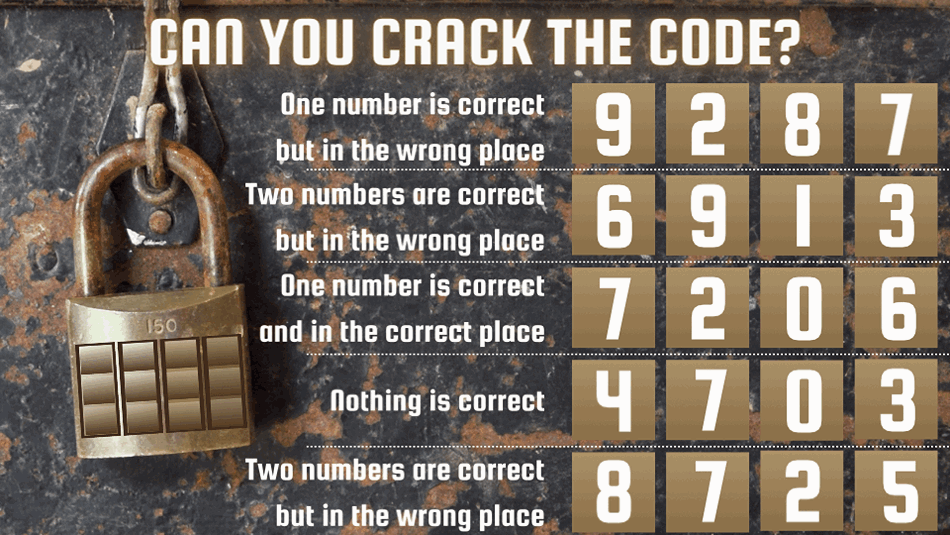 CAN YOU CRACK THE CODE?
One number is correct
but in the wrong place
9 2 8 7
Two numbers are correct
but in the wrong place
6 9 1 3
One number is correct
and in the correct place
7 2 0 6
150
Nothing is correct
4 7 0 3
Two numbers are correct
but in the wrong place
8 7 2 5